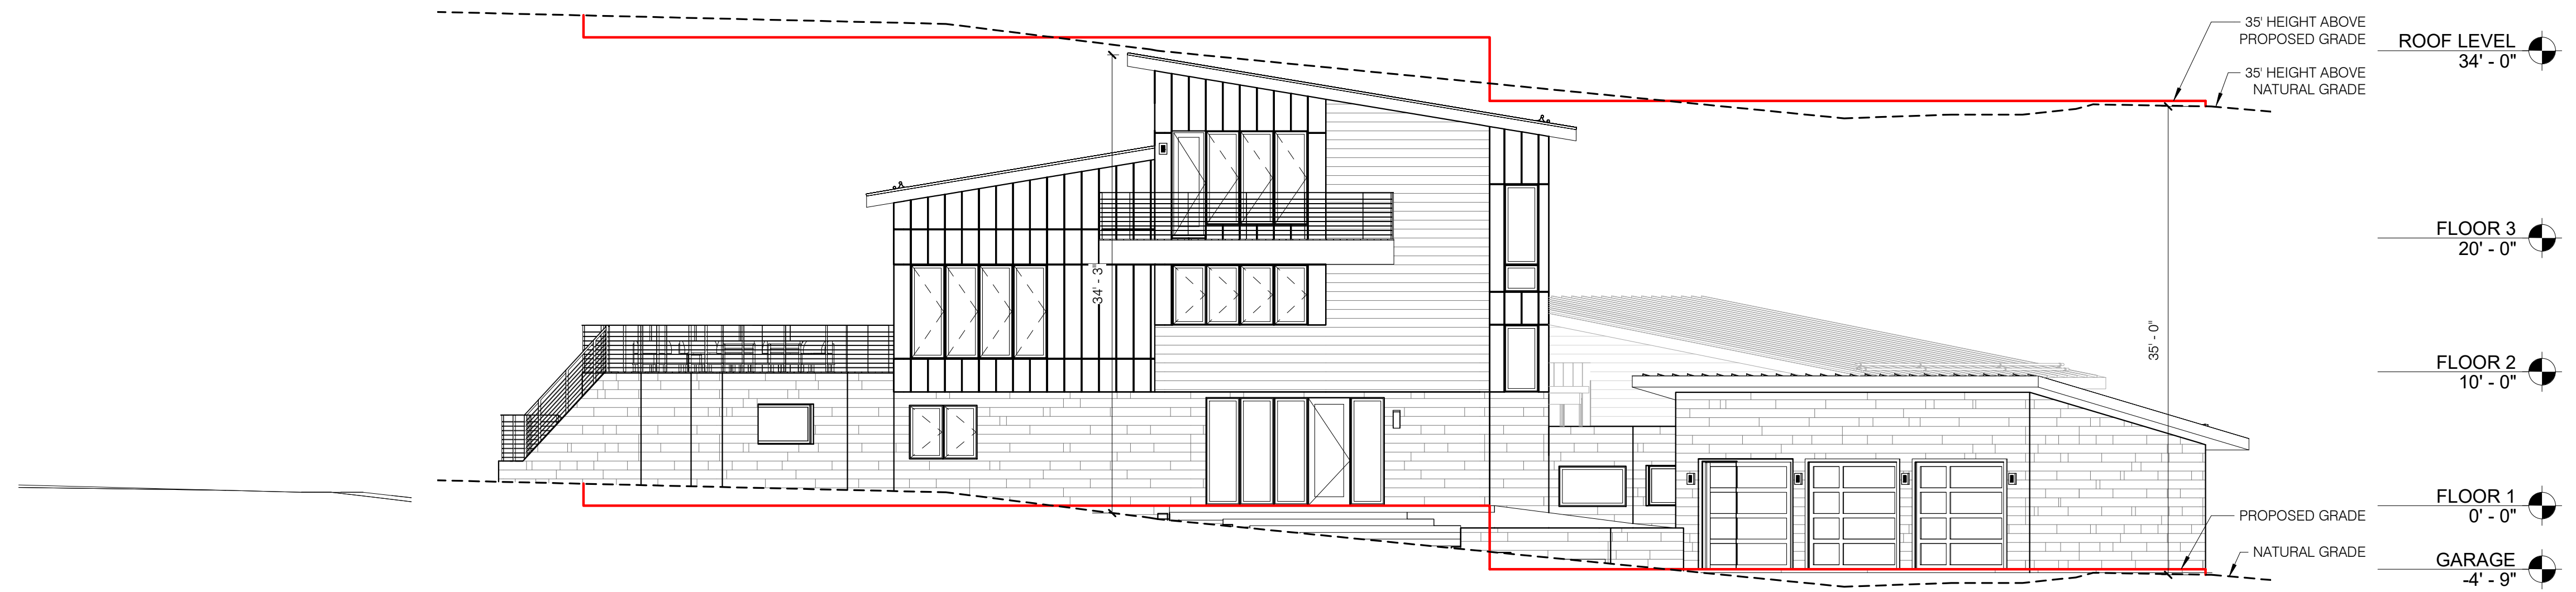 35' HEIGHT ABOVE
PROPOSED GRADE
ROOF LEVEL
34' - 0"
35' HEIGHT ABOVE
NATURAL GRADE
FLOOR 3
20' - 0"
34' - 3"
35' - 0"
FLOOR 2
10' - 0"
FLOOR 1
0' - 0"
PROPOSED GRADE
NATURAL GRADE
GARAGE
-4' - 9"